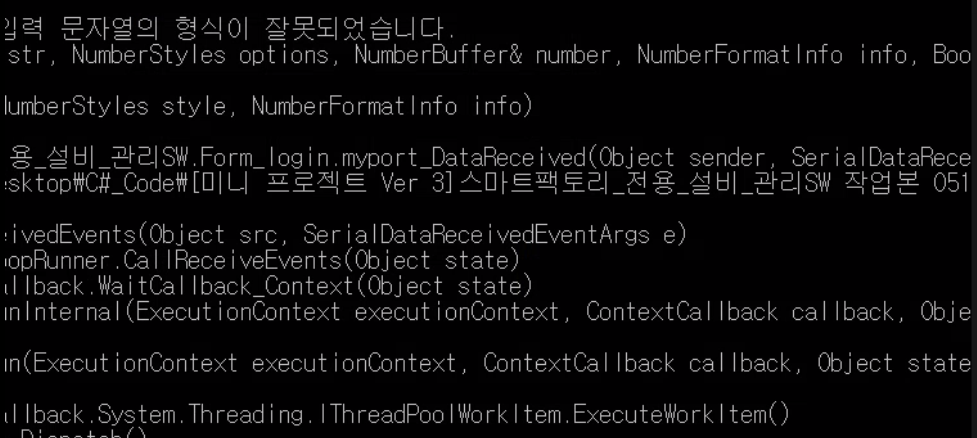 입력 문자열의 형식이 잘못되었습니다.
str, NumberStyles options, NumberBuffer& number, NumberFormatInfo info, Boo
umberStyles style, NumberFormatInfo info)
용_설비_관리SW.Form_login.myport_DataReceived(Object sender, SerialDataRece
sktop₩C#_Code₩[미니 프로젝트 Ver 3]스마트팩토리_전용_설비_관리SW 작업본 051
ivedEvents(Object src, SerialDataReceivedEventArgs e)
opRunner.CallReceiveEvents(Object state)
llback.WaitCallback_Context(Object state)
nInternal(ExecutionContext executionContext, ContextCallback callback, Obje
n(ExecutionContext executionContext, ContextCallback callback, Object state
llback.System.Threading.IThreadPoolWorkItem.ExecuteWorkItem()
.Dispatch()